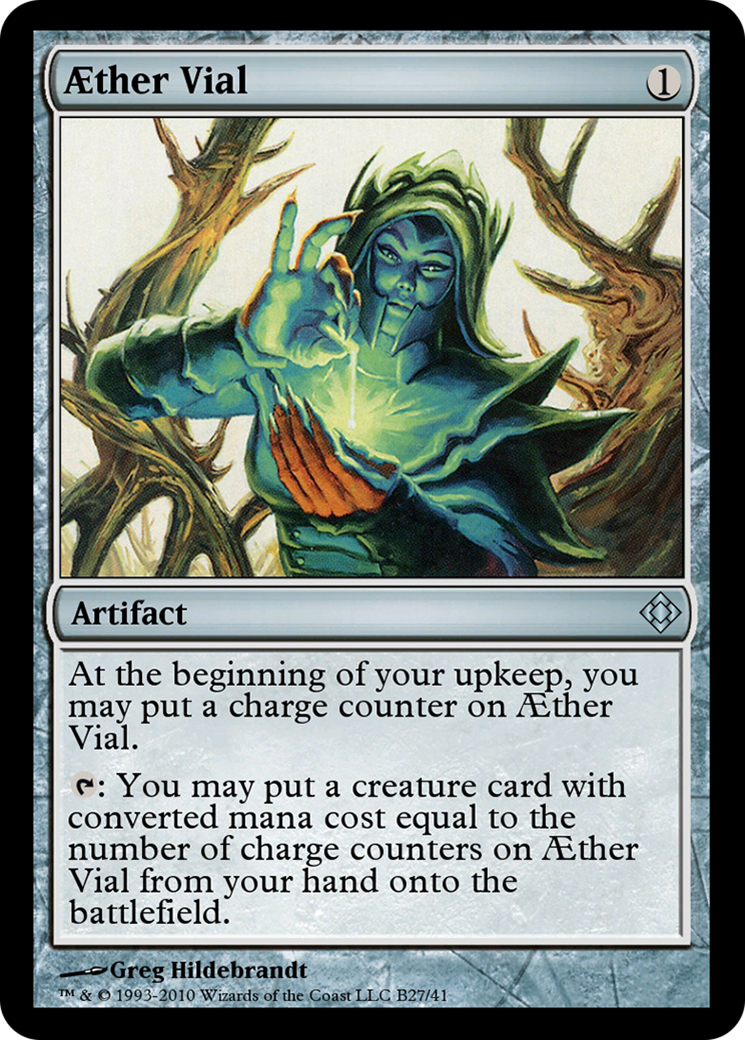 Æther Vial
1
Artifact
At the beginning of your upkeep, you
may put a charge counter on Æther
Vial.
: You may put a creature card with
converted mana cost equal to the
number of charge counters on Æther
Vial from your hand onto the
battlefield.
Greg Hildebrandt
™ & © 1993-2010 Wizards of the Coast LLC B27/41